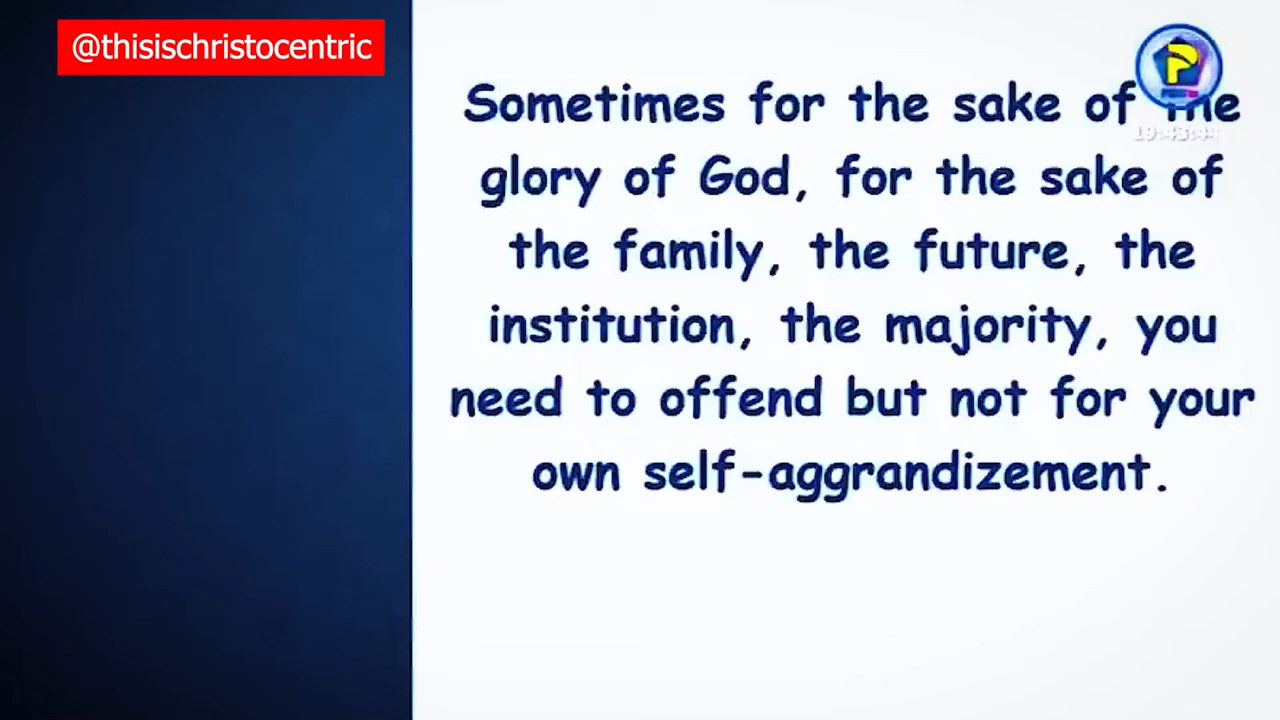 @thisischristocentric
Sometimes for the sake of the
glory of God, for the sake of
the family, the future, the
institution, the majority, you
need to offend but not for your
own self-aggrandizement.
P